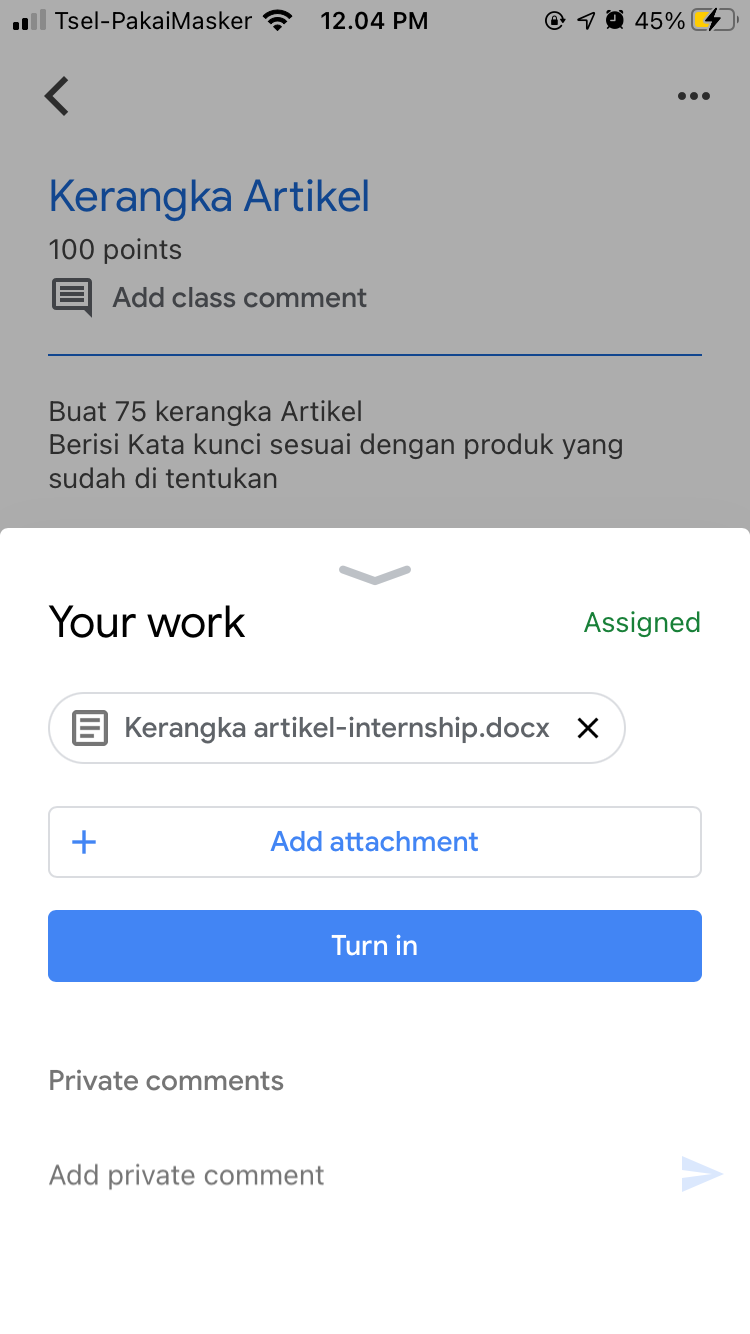 Tsel-PakaiMasker 12.04 PM 45%
Kerangka Artikel
100 points
Add class comment
Buat 75 kerangka Artikel
Berisi Kata kunci sesuai dengan produk yang
sudah di tentukan
Your work Assigned
Kerangka artikel-internship.docx
Add attachment
Turn in
Private comments
Add private comment